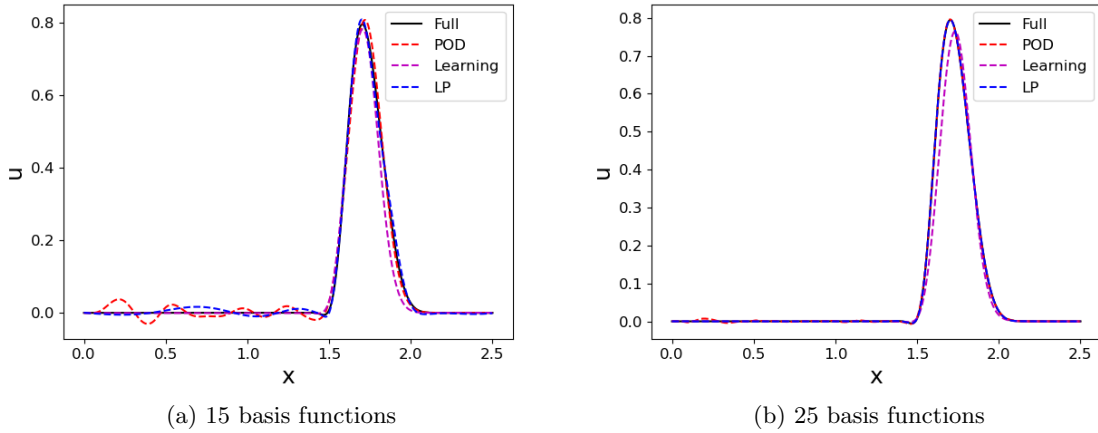 Full
POD
Learning
LP
0.8
0.6
0.4
0.2
0.0
u
0.0 0.5 1.0 1.5 2.0 2.5
x
(a) 15 basis functions
Full
POD
Learning
LP
0.8
0.7
0.6
0.5
0.4
0.3
0.2
0.1
0.0
u
0.0 0.5 1.0 1.5 2.0 2.5
x
(b) 25 basis functions